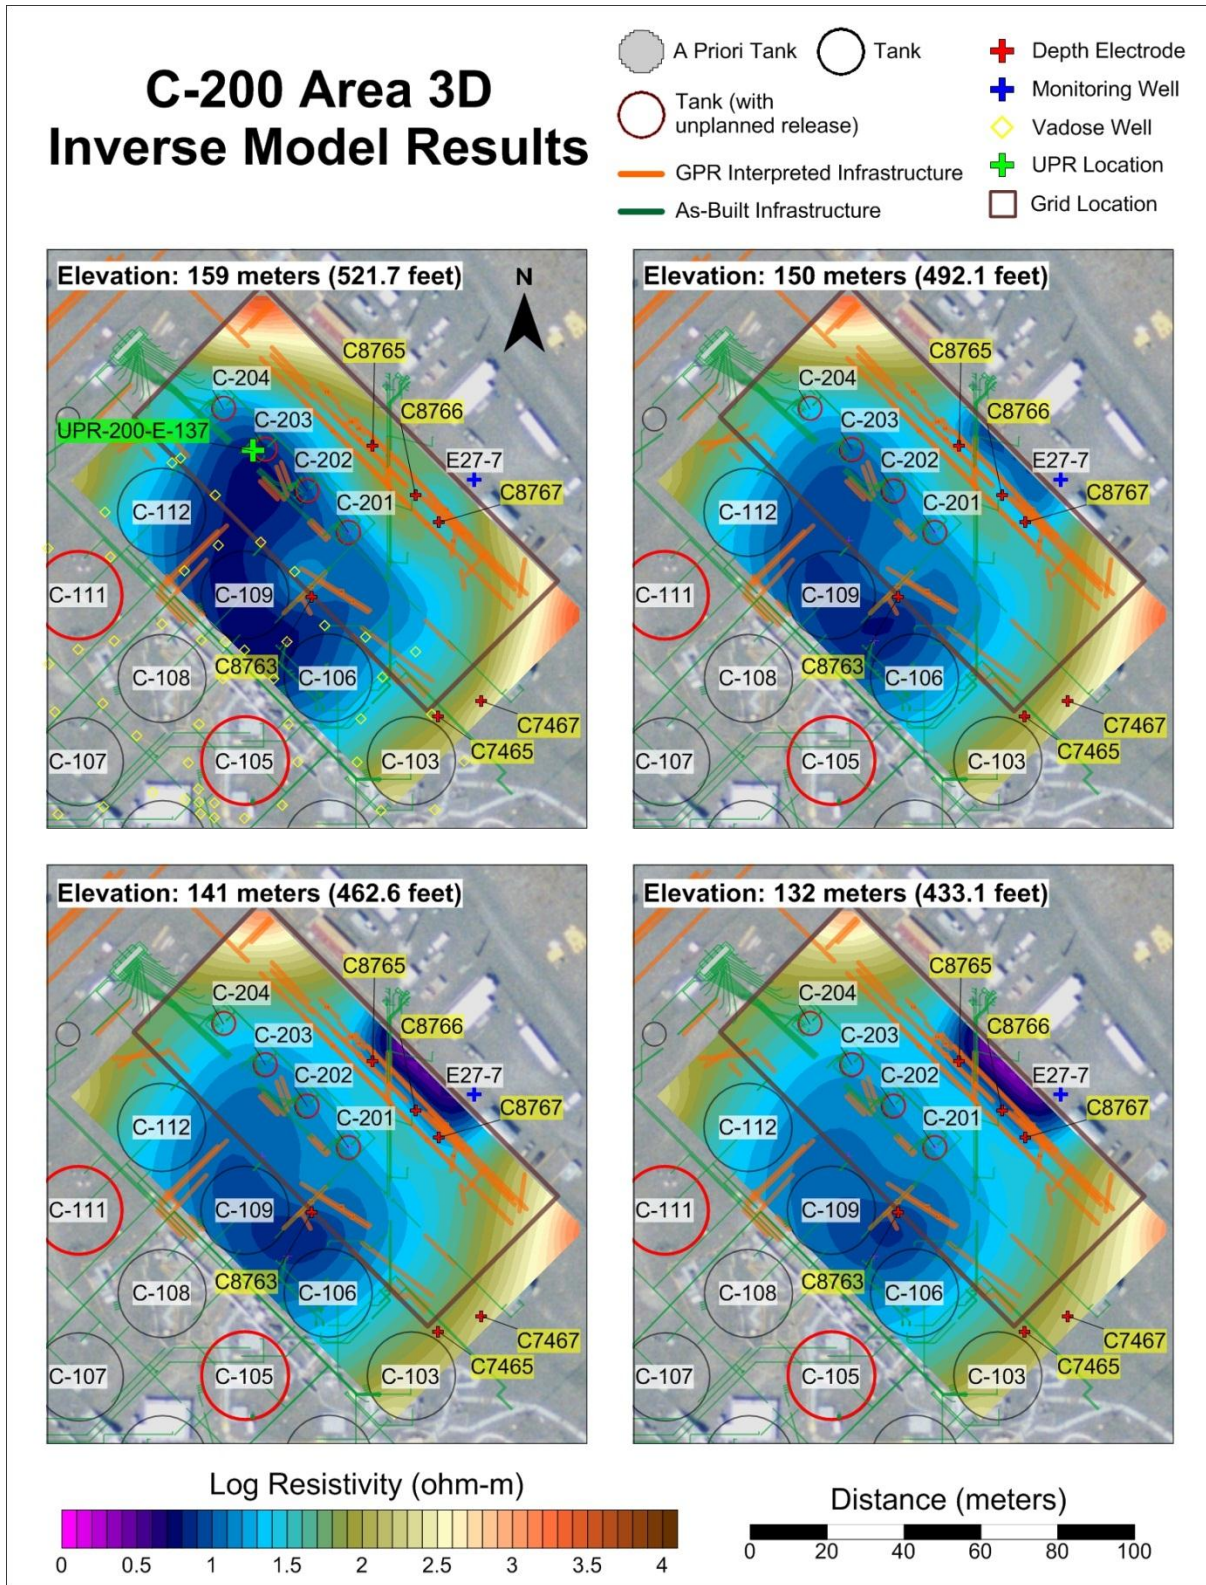 C-200 Area 3D
Inverse Model Results
A Priori Tank
Tank
Tank (with
unplanned release)
GPR Interpreted Infrastructure
As-Built Infrastructure
Depth Electrode
Monitoring Well
Vadose Well
UPR Location
Grid Location
Elevation: 159 meters (521.7 feet)
N
C8765
C-204
C8766
C-203
UPR-200-E-137
C-202
E27-7
C8767
C-201
C-112
C-111
C-109
C8763
C-108
C-106
C7467
C7465
C-107
C-105
C-103
Elevation: 150 meters (492.1 feet)
C8765
C-204
C8766
C-203
C-202
E27-7
C8767
C-201
C-112
C-111
C-109
C8763
C-108
C-106
C7467
C7465
C-107
C-105
C-103
Elevation: 141 meters (462.6 feet)
C8765
C-204
C8766
C-203
C-202
E27-7
C8767
C-201
C-112
C-111
C-109
C8763
C-108
C-106
C7467
C7465
C-107
C-105
C-103
Elevation: 132 meters (433.1 feet)
C8765
C-204
C8766
C-203
C-202
E27-7
C8767
C-201
C-112
C-111
C-109
C8763
C-108
C-106
C7467
C7465
C-107
C-105
C-103
Log Resistivity (ohm-m)
0 0.5 1 1.5 2 2.5 3 3.5 4
Distance (meters)
0 20 40 60 80 100